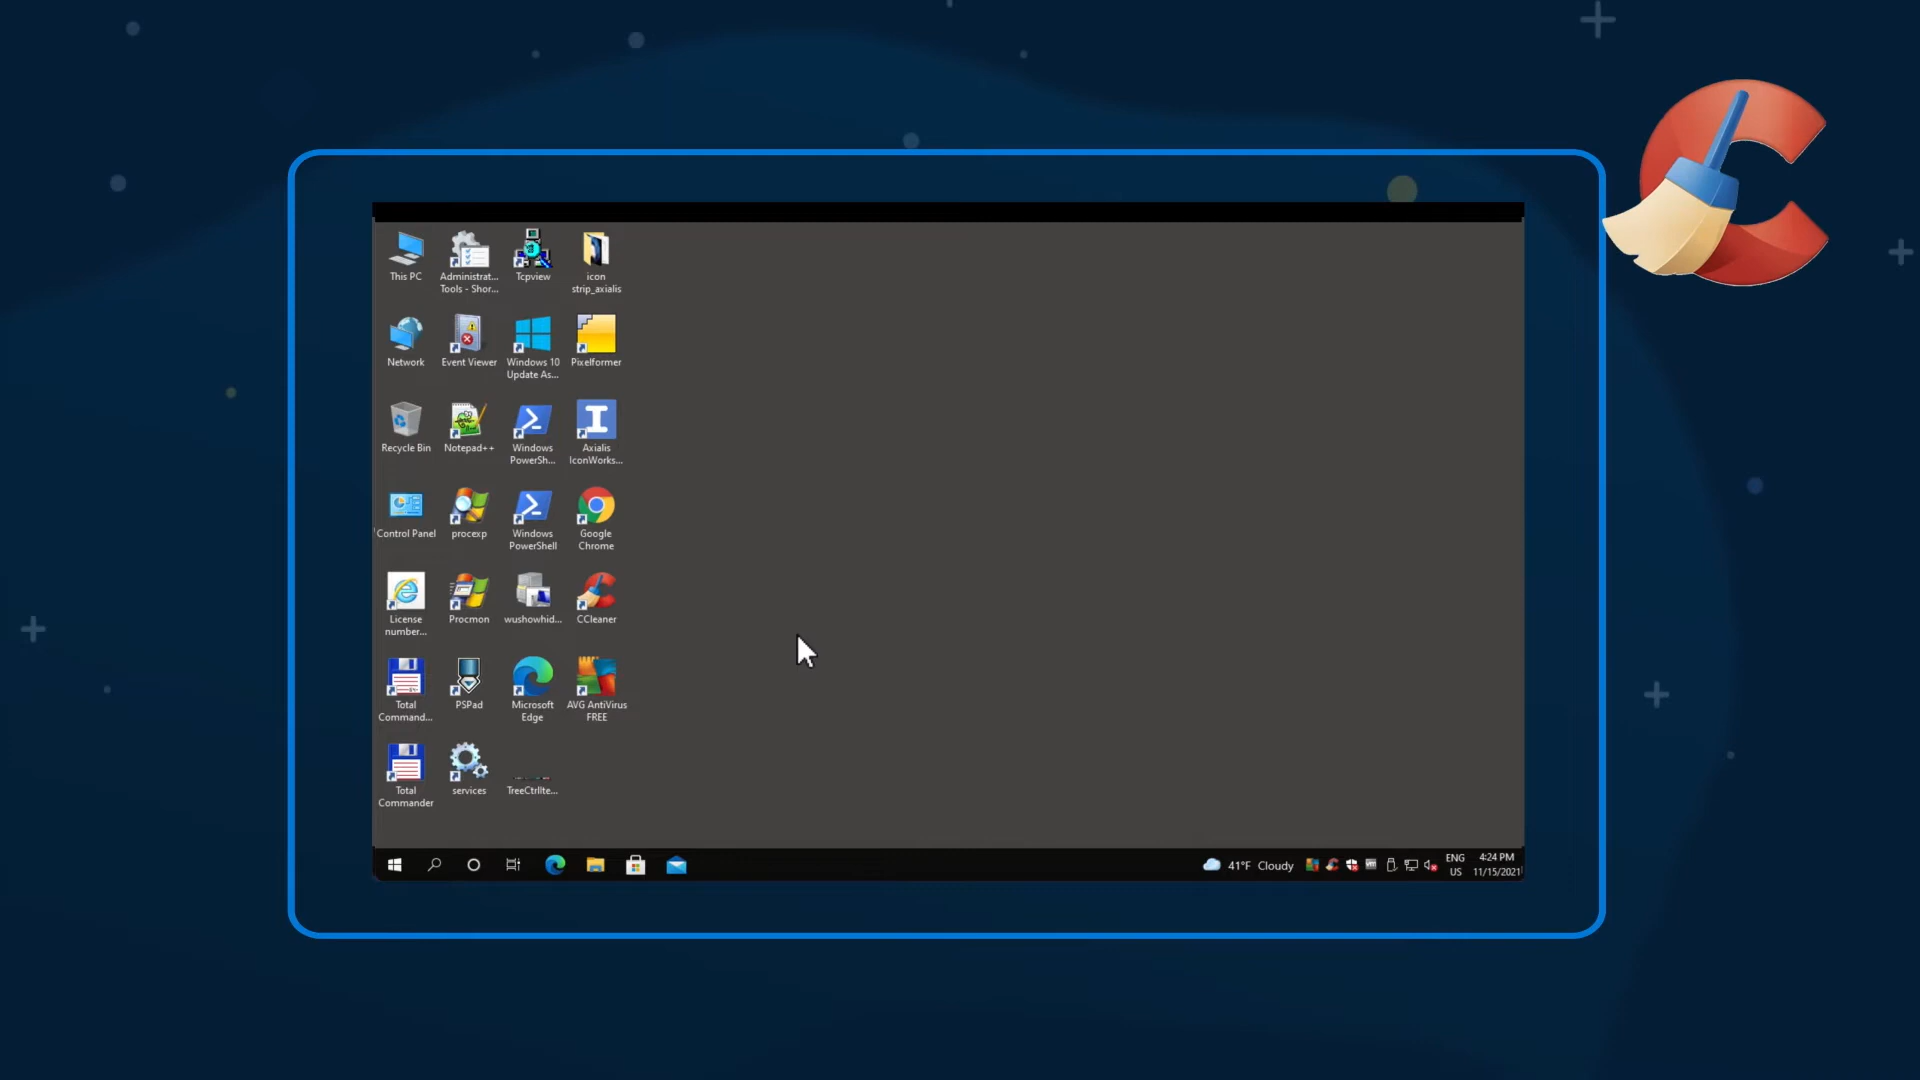 This PC
Administrat...
Tools - Shor...
Tcpview
icon
strip_axialis
Network
Event Viewer
Windows 10
Update As...
Pixelformer
Recycle Bin
Notepad++
Windows
PowerSh...
Axialis
IconWorks...
Control Panel
procexp
Windows
PowerShell
Google
Chrome
License
number...
Procmon
wushowhid...
CCleaner
Total
Command...
PSPad
Microsoft
Edge
AVG AntiVirus
FREE
Total
Commander
services
TreeCtrlIte...
41°F Cloudy
ENG
US
4:24 PM
11/15/2021